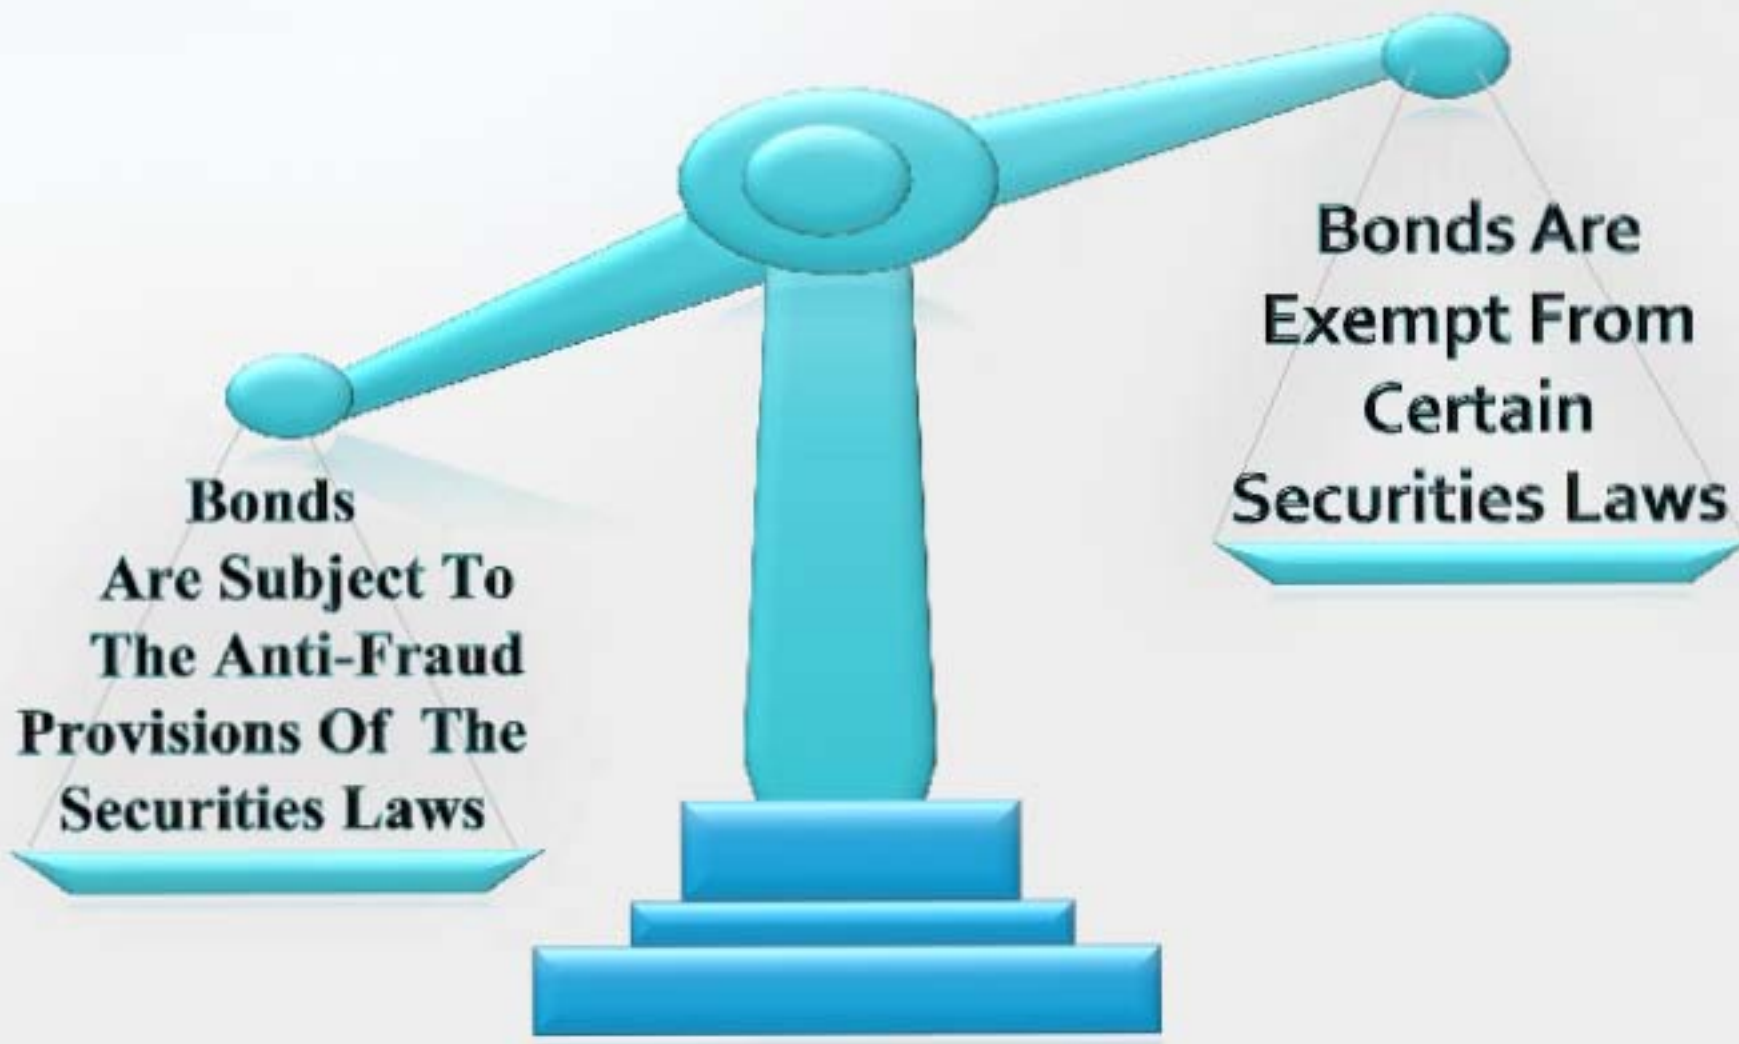 Bonds
Are Subject To
The Anti-Fraud
Provisions Of The
Securities Laws
Bonds Are
Exempt From
Certain
Securities Laws